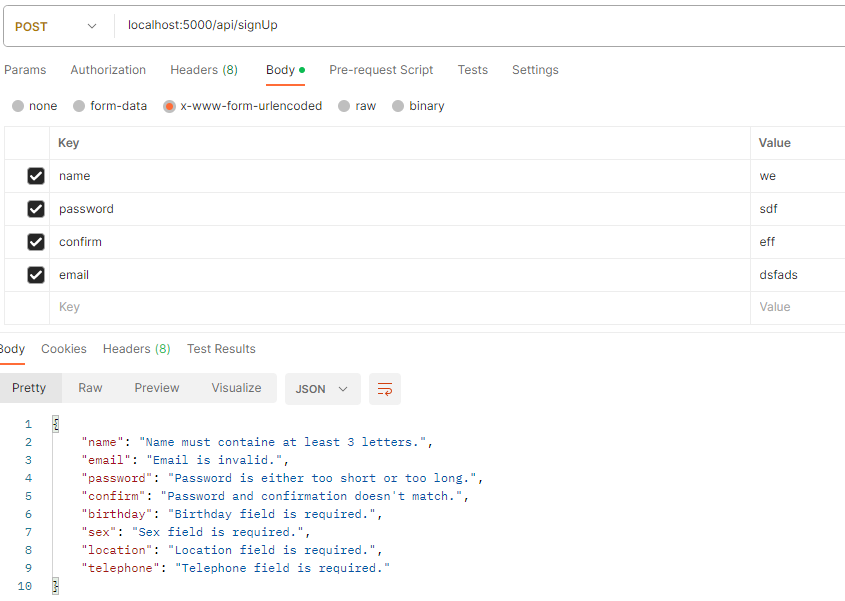 POST localhost:5000/api/signUp
Params Authorization Headers (8) Body Pre-request Script Tests Settings
none form-data x-www-form-urlencoded raw binary
Key Value
name we
password sdf
confirm eff
email dsfads
Key Value
Body Cookies Headers (8) Test Results
Pretty Raw Preview Visualize JSON
1 {
2 "name": "Name must containe at least 3 letters.",
3 "email": "Email is invalid.",
4 "password": "Password is either too short or too long.",
5 "confirm": "Password and confirmation doesn't match.",
6 "birthday": "Birthday field is required.",
7 "sex": "Sex field is required.",
8 "location": "Location field is required.",
9 "telephone": "Telephone field is required."
10 }